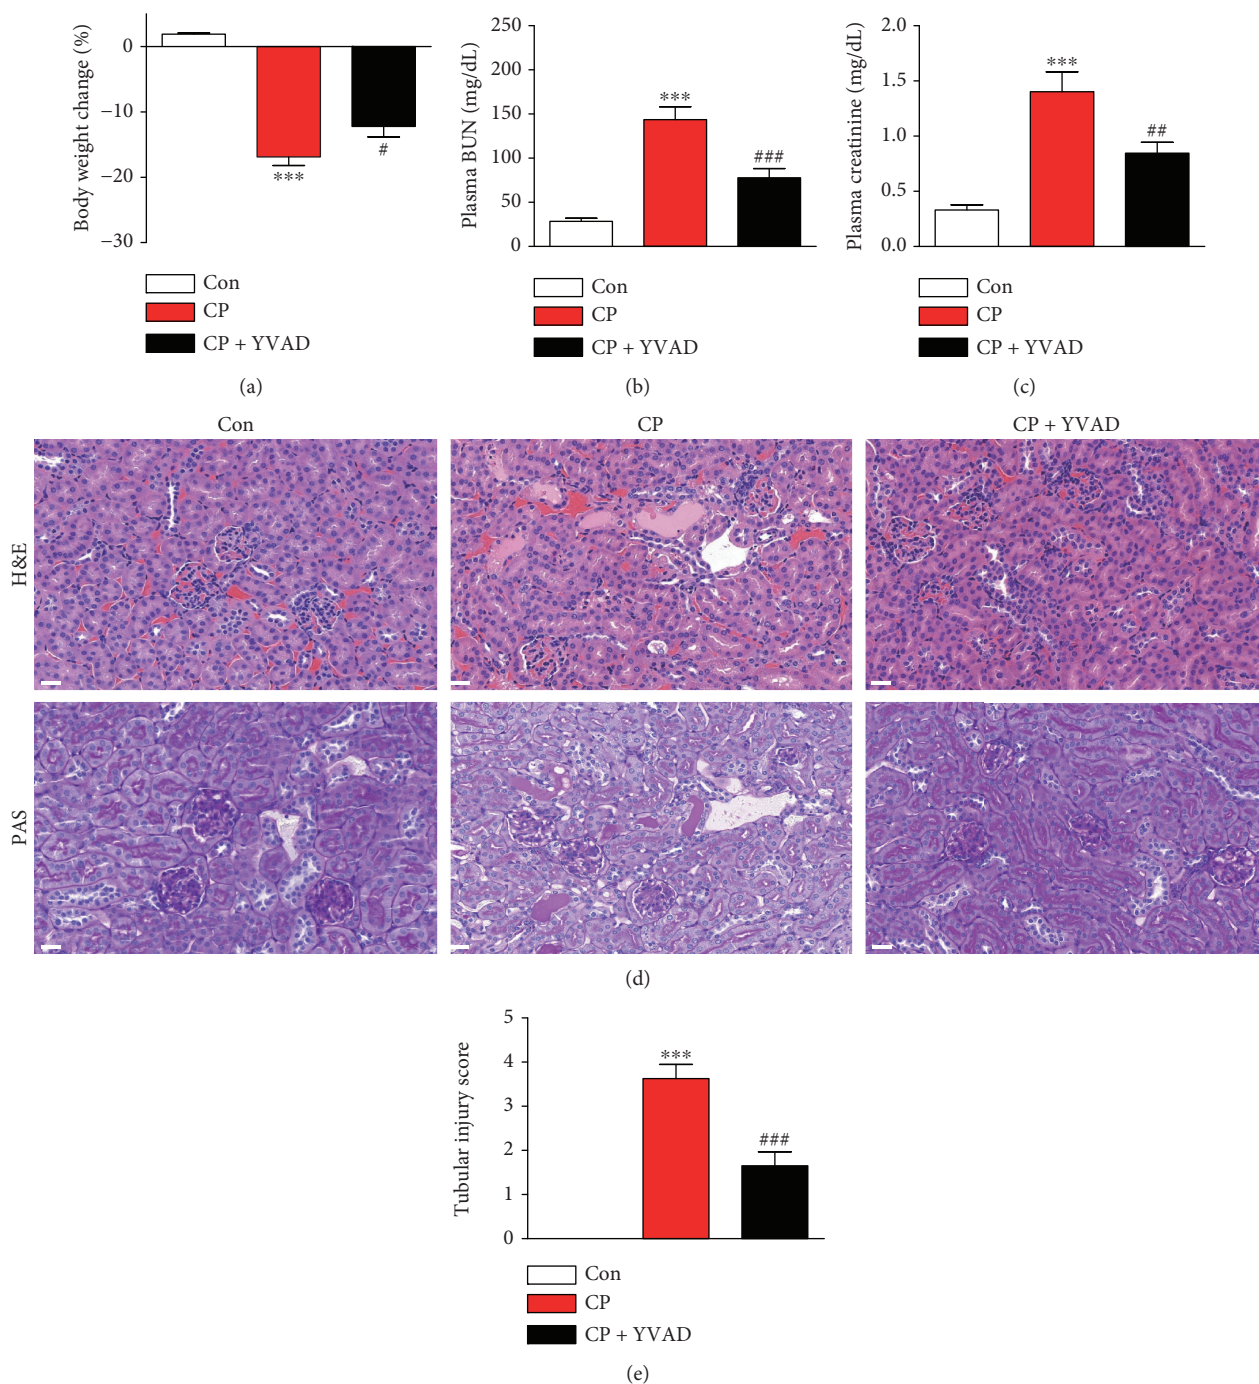 Body weight change (%)
0
−10
−20
−30
***
#
Con
CP
CP + YVAD
(a)
Plasma BUN (mg/dL)
250
200
150
100
50
0
***
###
Con
CP
CP + YVAD
(b)
Plasma creatinine (mg/dL)
2.0
1.5
1.0
0.5
0.0
***
##
Con
CP
CP + YVAD
(c)
Con
CP
CP + YVAD
H&E
PAS
(d)
Tubular injury score
5
4
3
2
1
0
***
###
Con
CP
CP + YVAD
(e)